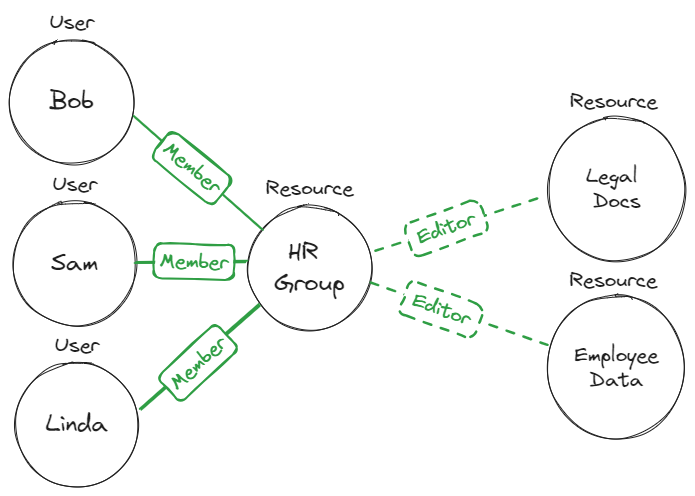 User
Bob
Member
User
Sam
Member
User
Linda
Member
Resource
HR
Group
Editor
Editor
Resource
Legal
Docs
Resource
Employee
Data